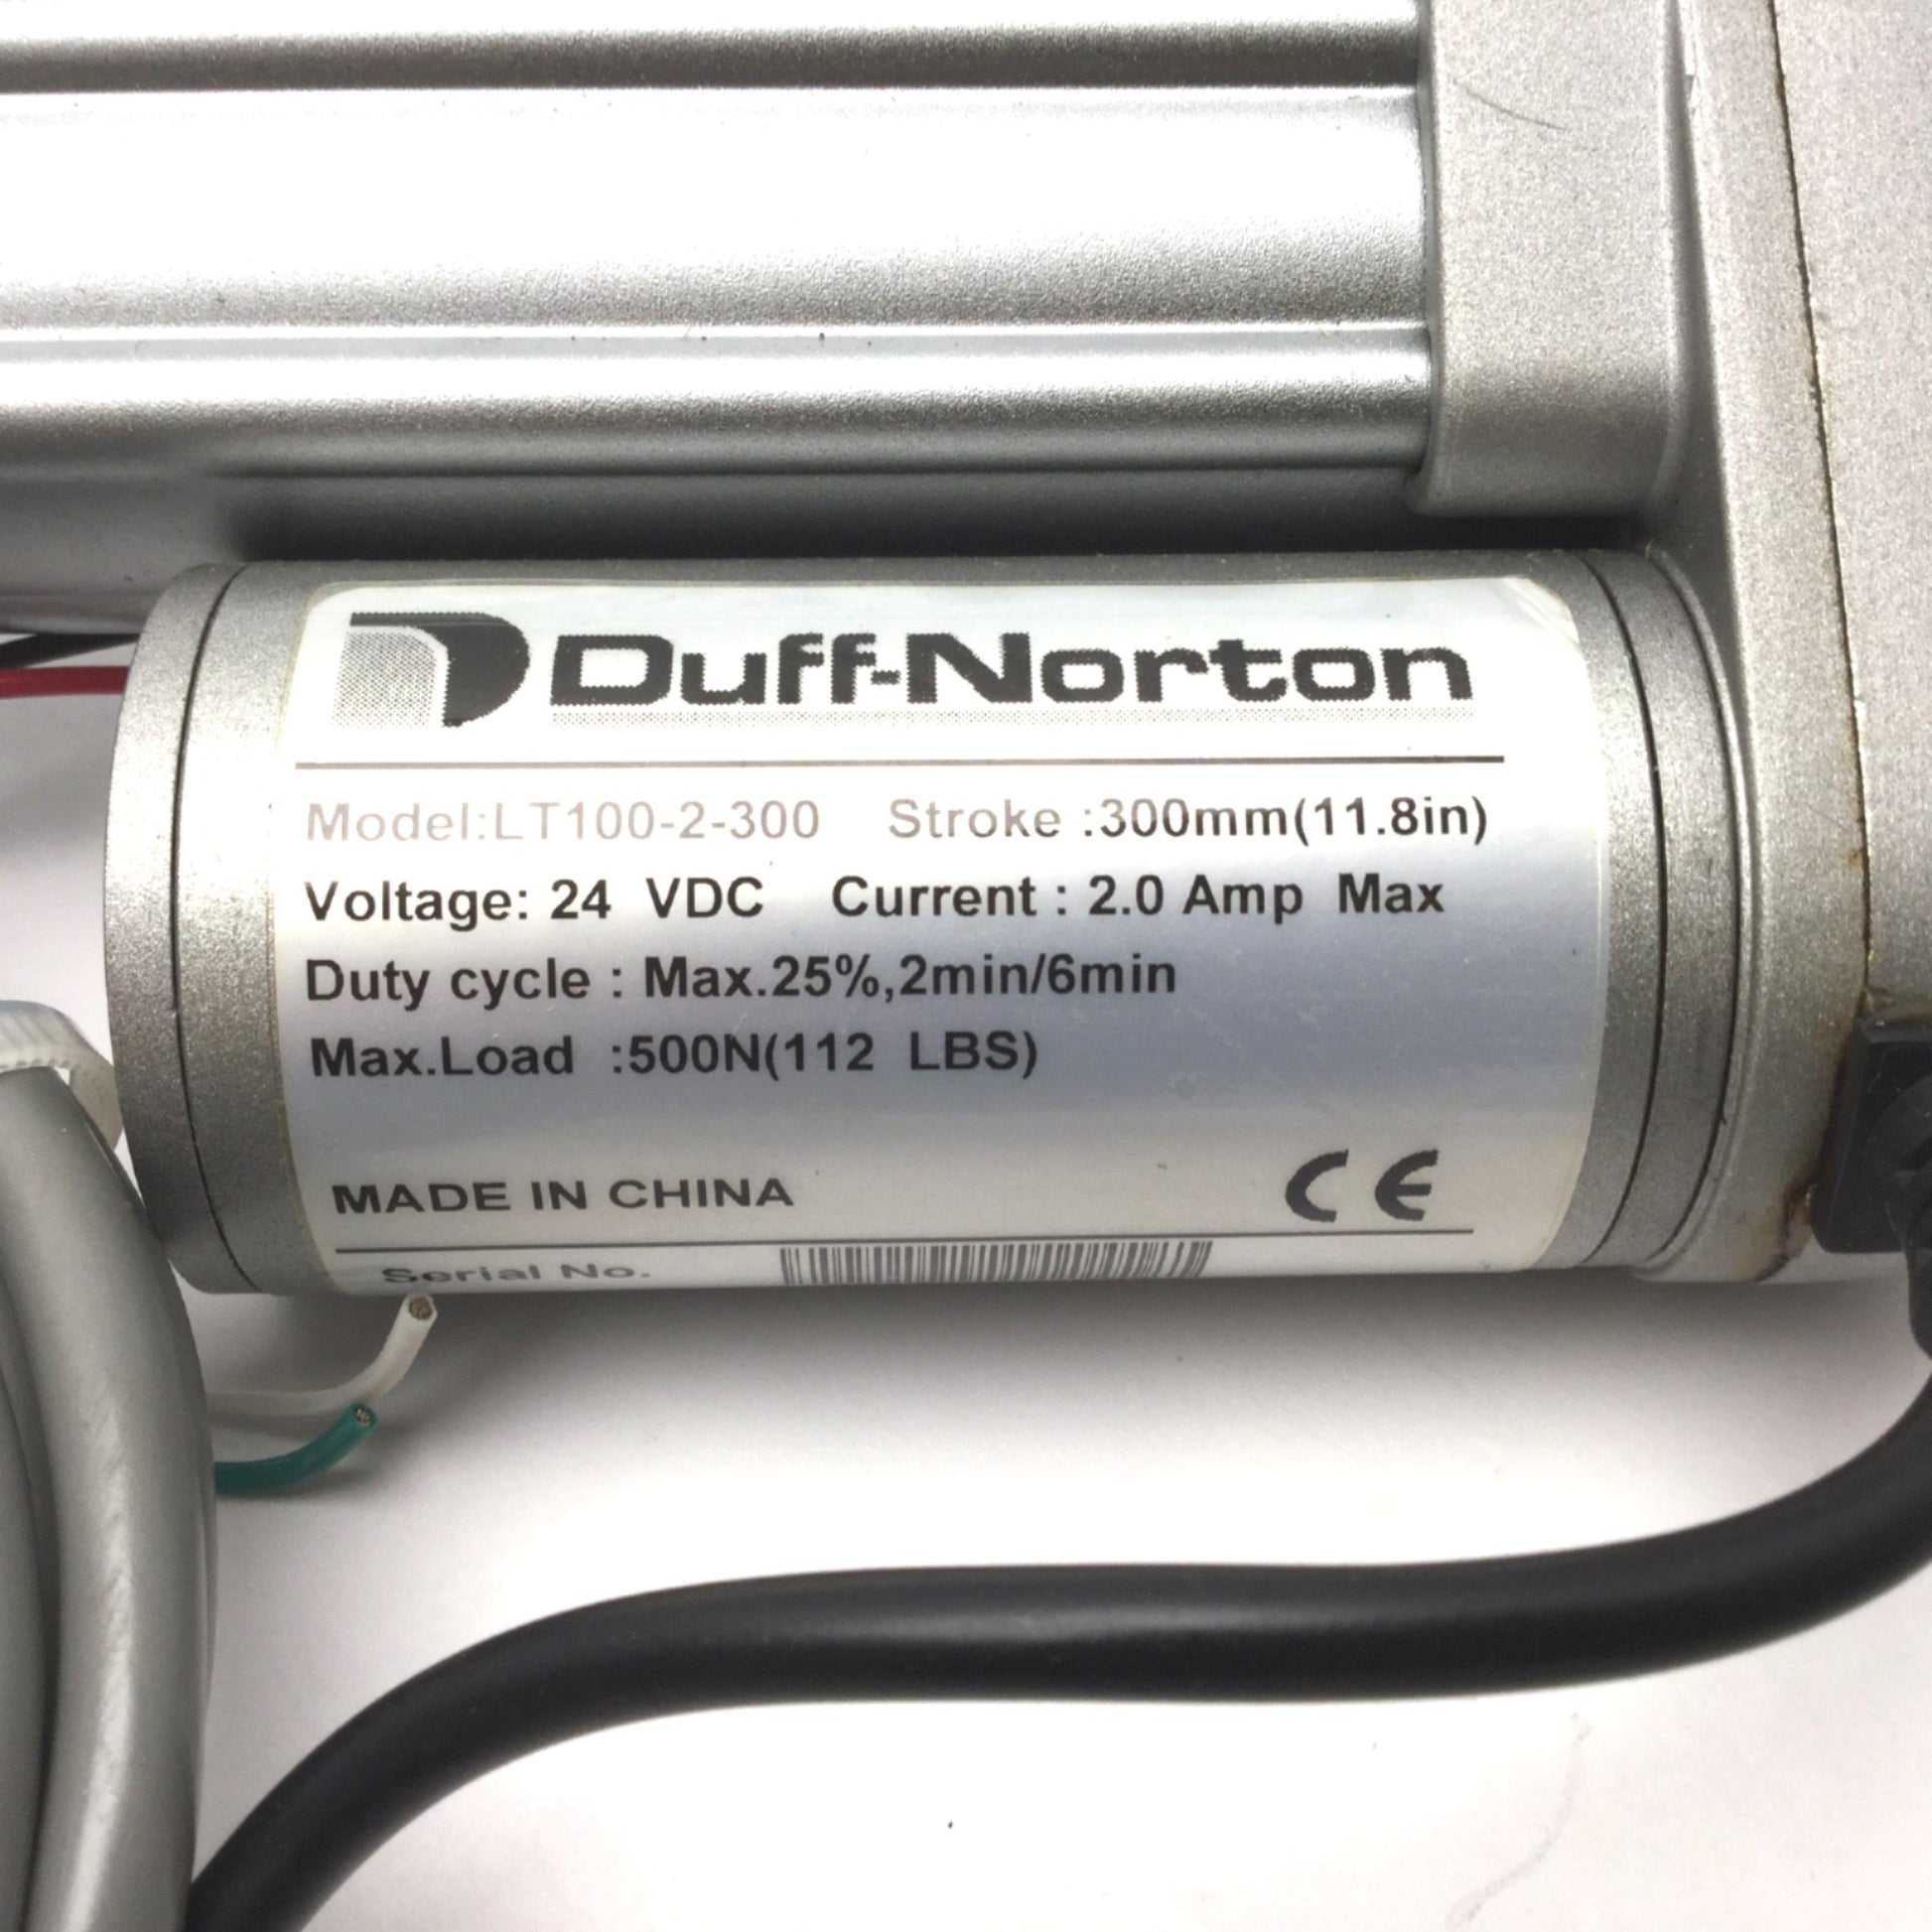 Duff-Norton
Model:LT100-2-300 Stroke :300mm(11.8in)
Voltage: 24 VDC Current : 2.0 Amp Max
Duty cycle : Max.25%,2min/6min
Max.Load :500N(112 LBS)
MADE IN CHINA CE
Serial No.